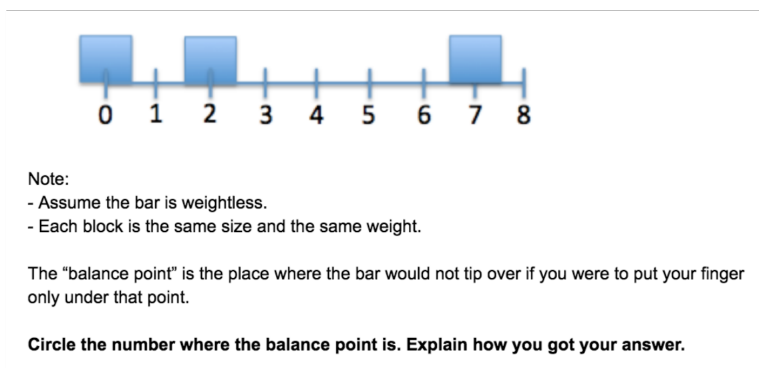 0 1 2 3 4 5 6 7 8
Note:
- Assume the bar is weightless.
- Each block is the same size and the same weight.
The “balance point” is the place where the bar would not tip over if you were to put your finger
only under that point.
Circle the number where the balance point is. Explain how you got your answer.